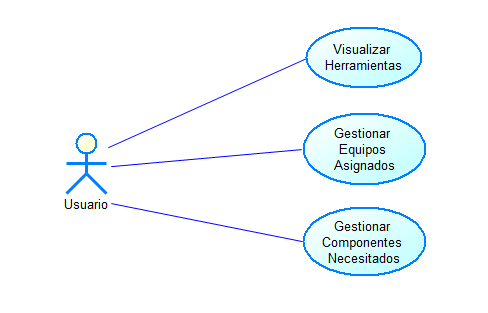 Visualizar
Herramientas
Gestionar
Equipos
Asignados
Usuario
Gestionar
Componentes
Necesitados